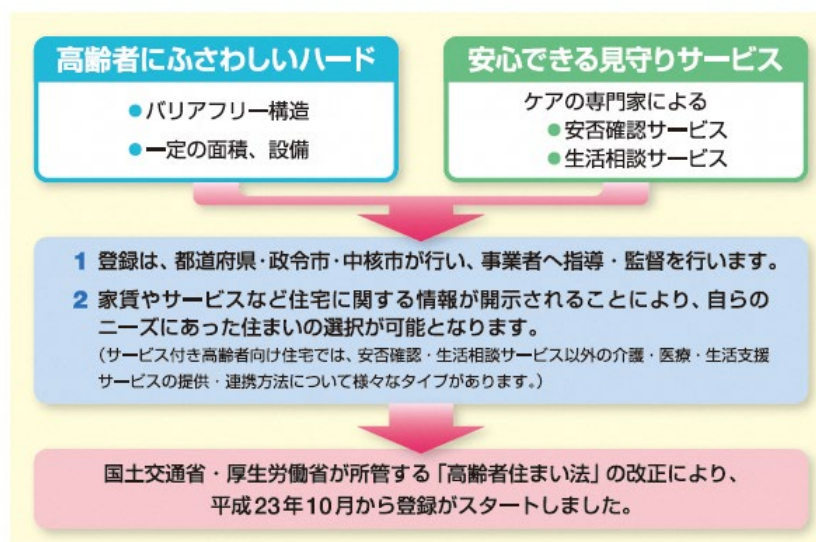 高齢者にふさわしいハード
●バリアフリー構造
●一定の面積、設備
安心できる見守りサービス
ケアの専門家による
●安否確認サービス
●生活相談サービス
1 登録は、都道府県・政令市・中核市が行い、事業者へ指導・監督を行います。
2 家賃やサービスなど住宅に関する情報が開示されることにより、自らの
ニーズにあった住まいの選択が可能となります。
（サービス付き高齢者向け住宅では、安否確認・生活相談サービス以外の介護・医療・生活支援
サービスの提供・連携方法について様々なタイプがあります。）
国土交通省・厚生労働省が所管する「高齢者住まい法」の改正により、
平成23年10月から登録がスタートしました。